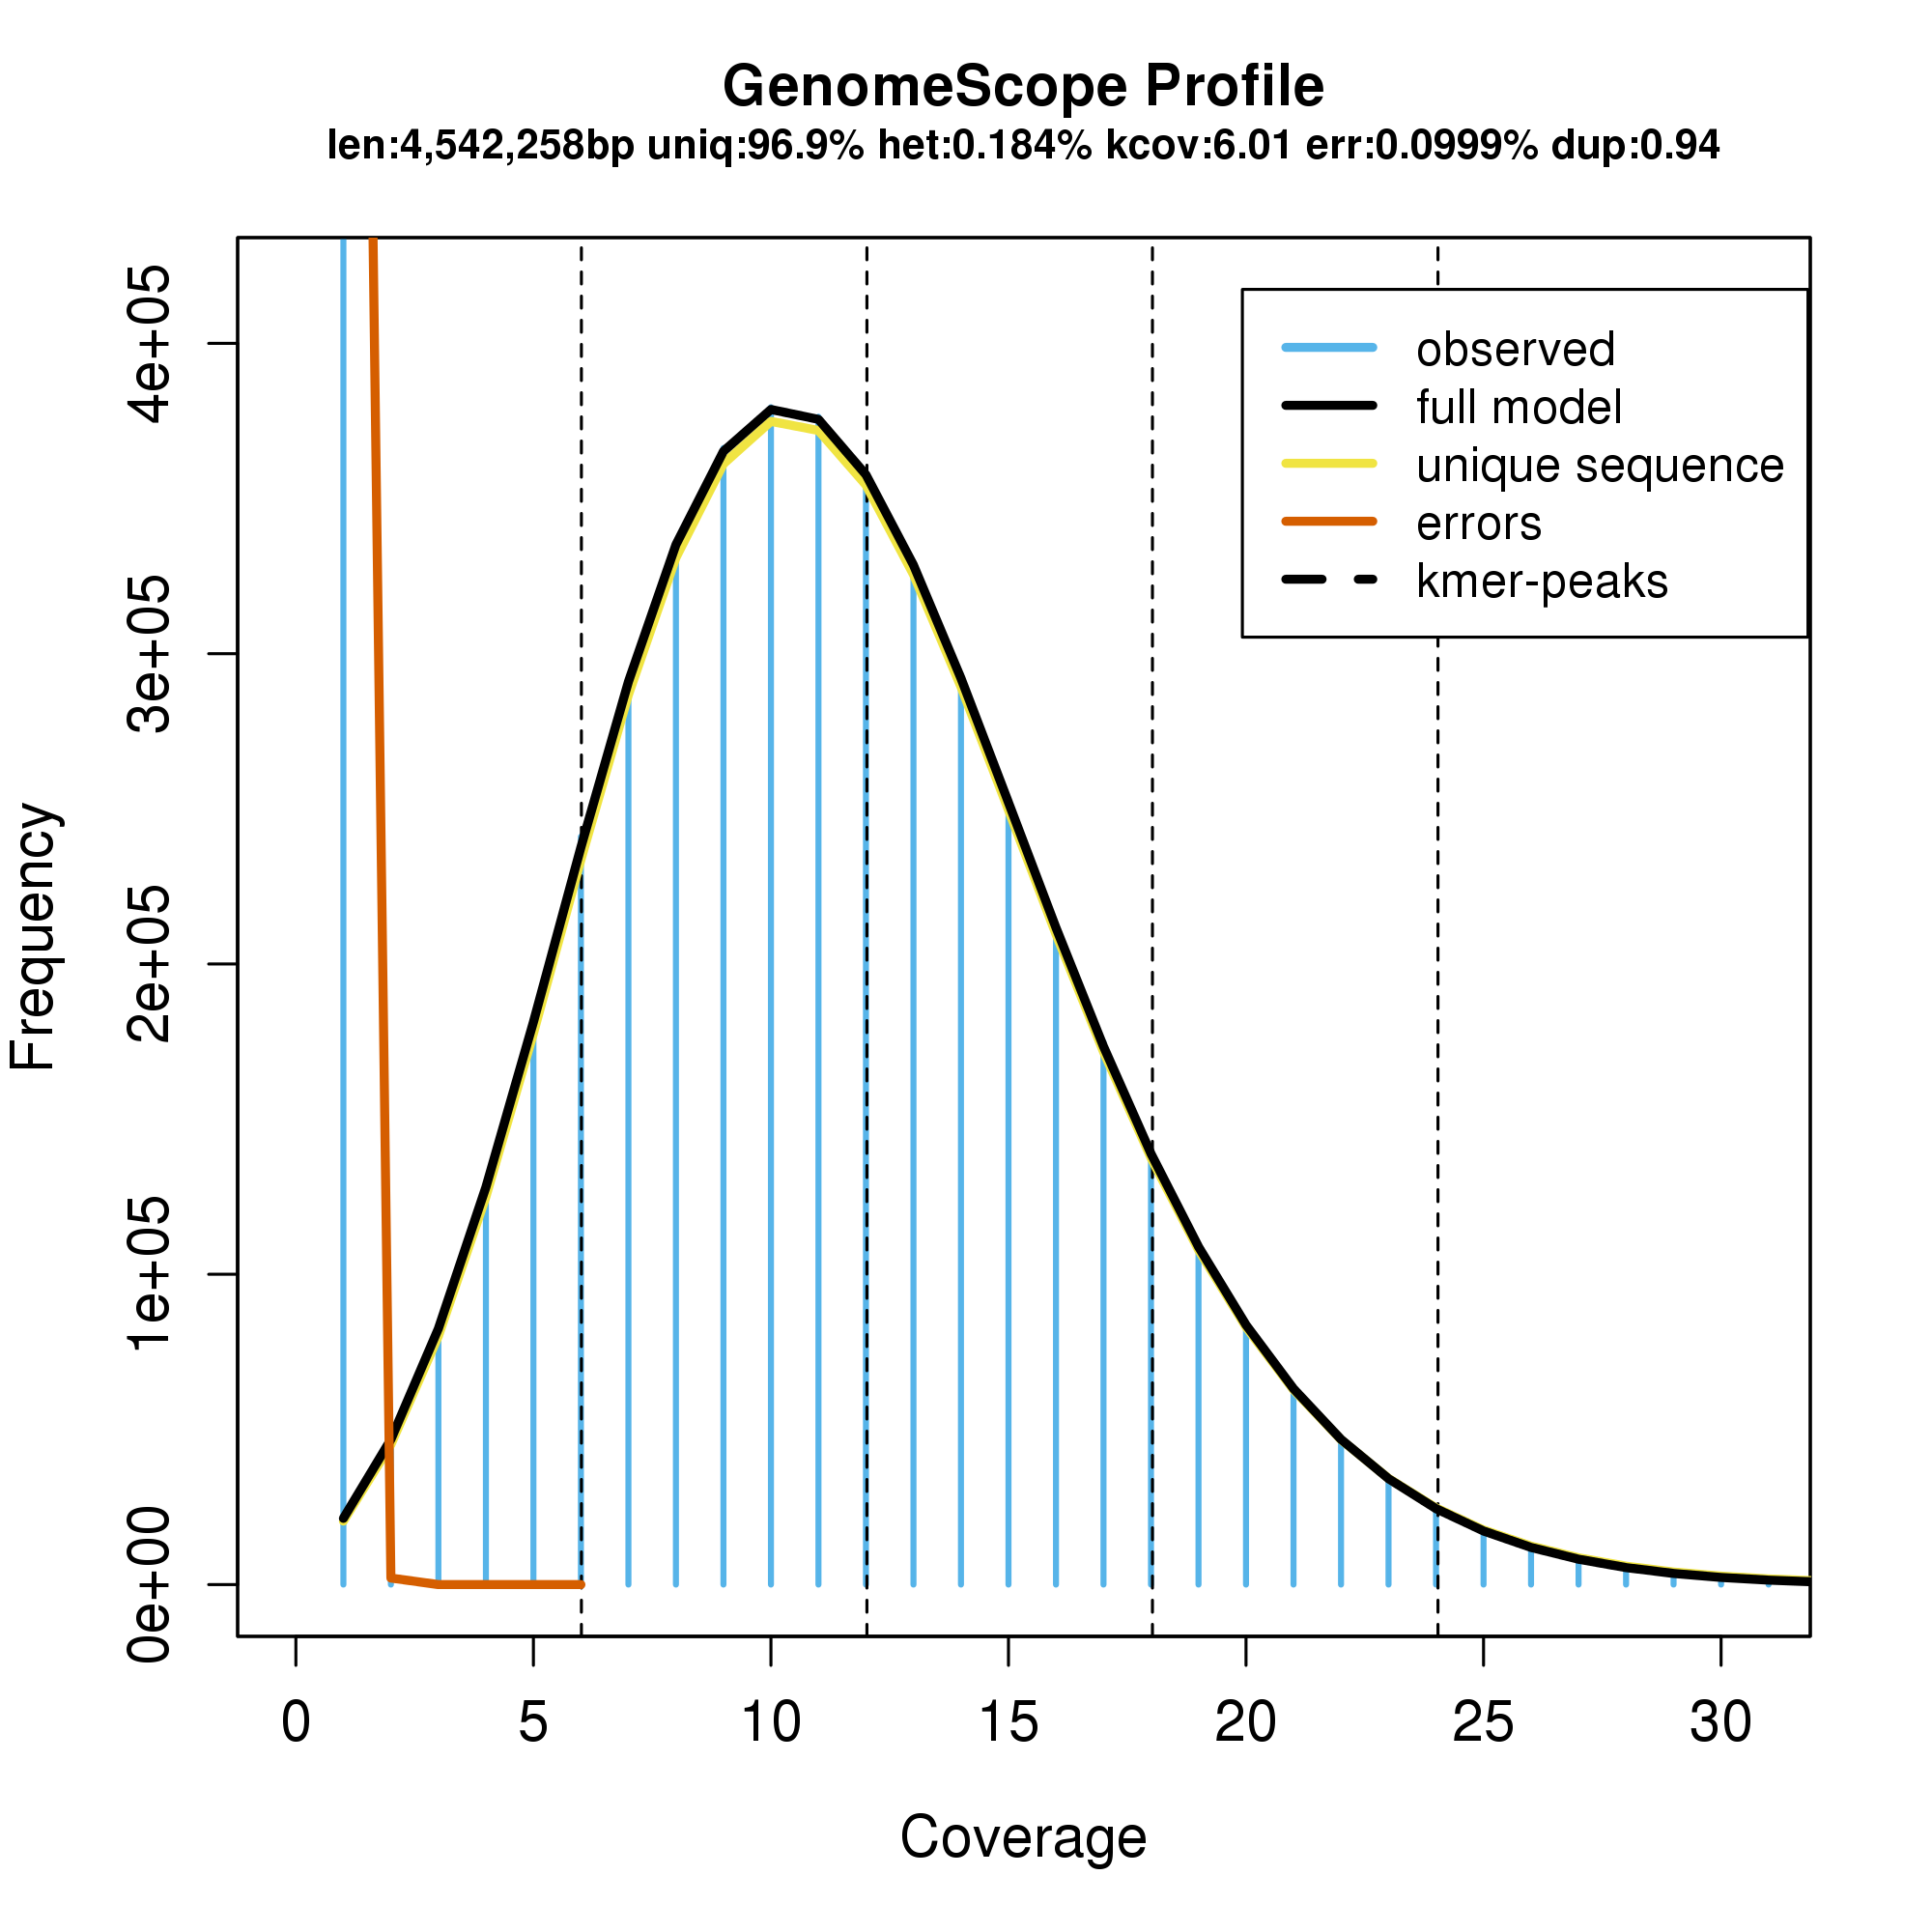 GenomeScope Profile
len:4,542,258bp uniq:96.9% het:0.184% kcov:6.01 err:0.0999% dup:0.94
observed
full model
unique sequence
errors
kmer-peaks
Frequency
4e+05
3e+05
2e+05
1e+05
0e+00
0 5 10 15 20 25 30
Coverage